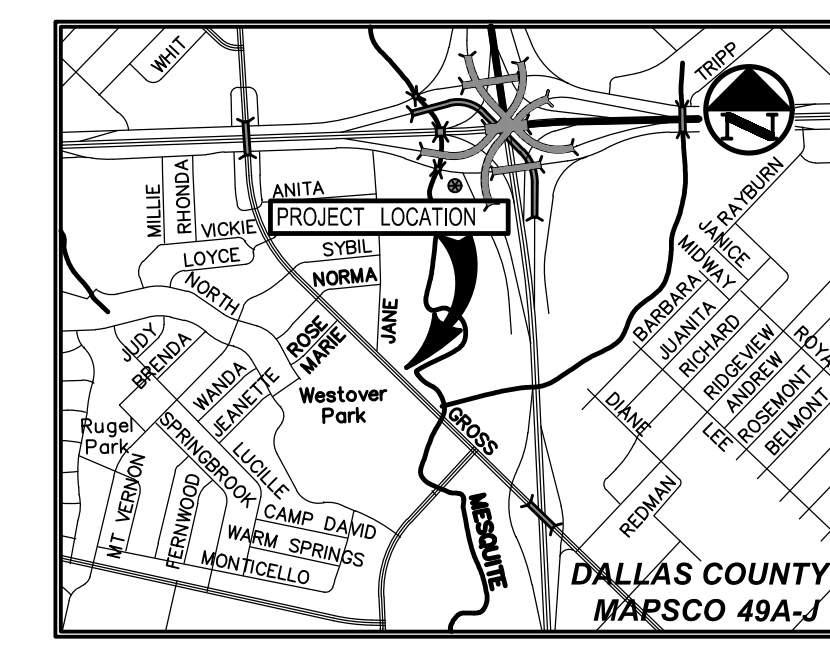 WHIT
TRIPP
N
MILLIE
RHONDA
ANITA
VICKIE
PROJECT LOCATION
RAYBURN
JANICE
MIDWAY
LOYCE
SYBIL
NORMA
NORTH
JANE
BARBARA
JUANITA
RICHARD
RIDGEVIEW
ANDREW
ROSEMONT
BELMONT
JUDY
BRENDA
ROSE
MARIE
WANDA
JEANETTE
Westover
Park
Rugel
Park
GROSS
DIANE
LEE
SPRINGBROOK
LUCILLE
MT VERNON
FERNWOOD
CAMP DAVID
WARM SPRINGS
MONTICELLO
MESQUITE
REDMAN
DALLAS COUNTY
MAPSCO 49A-J